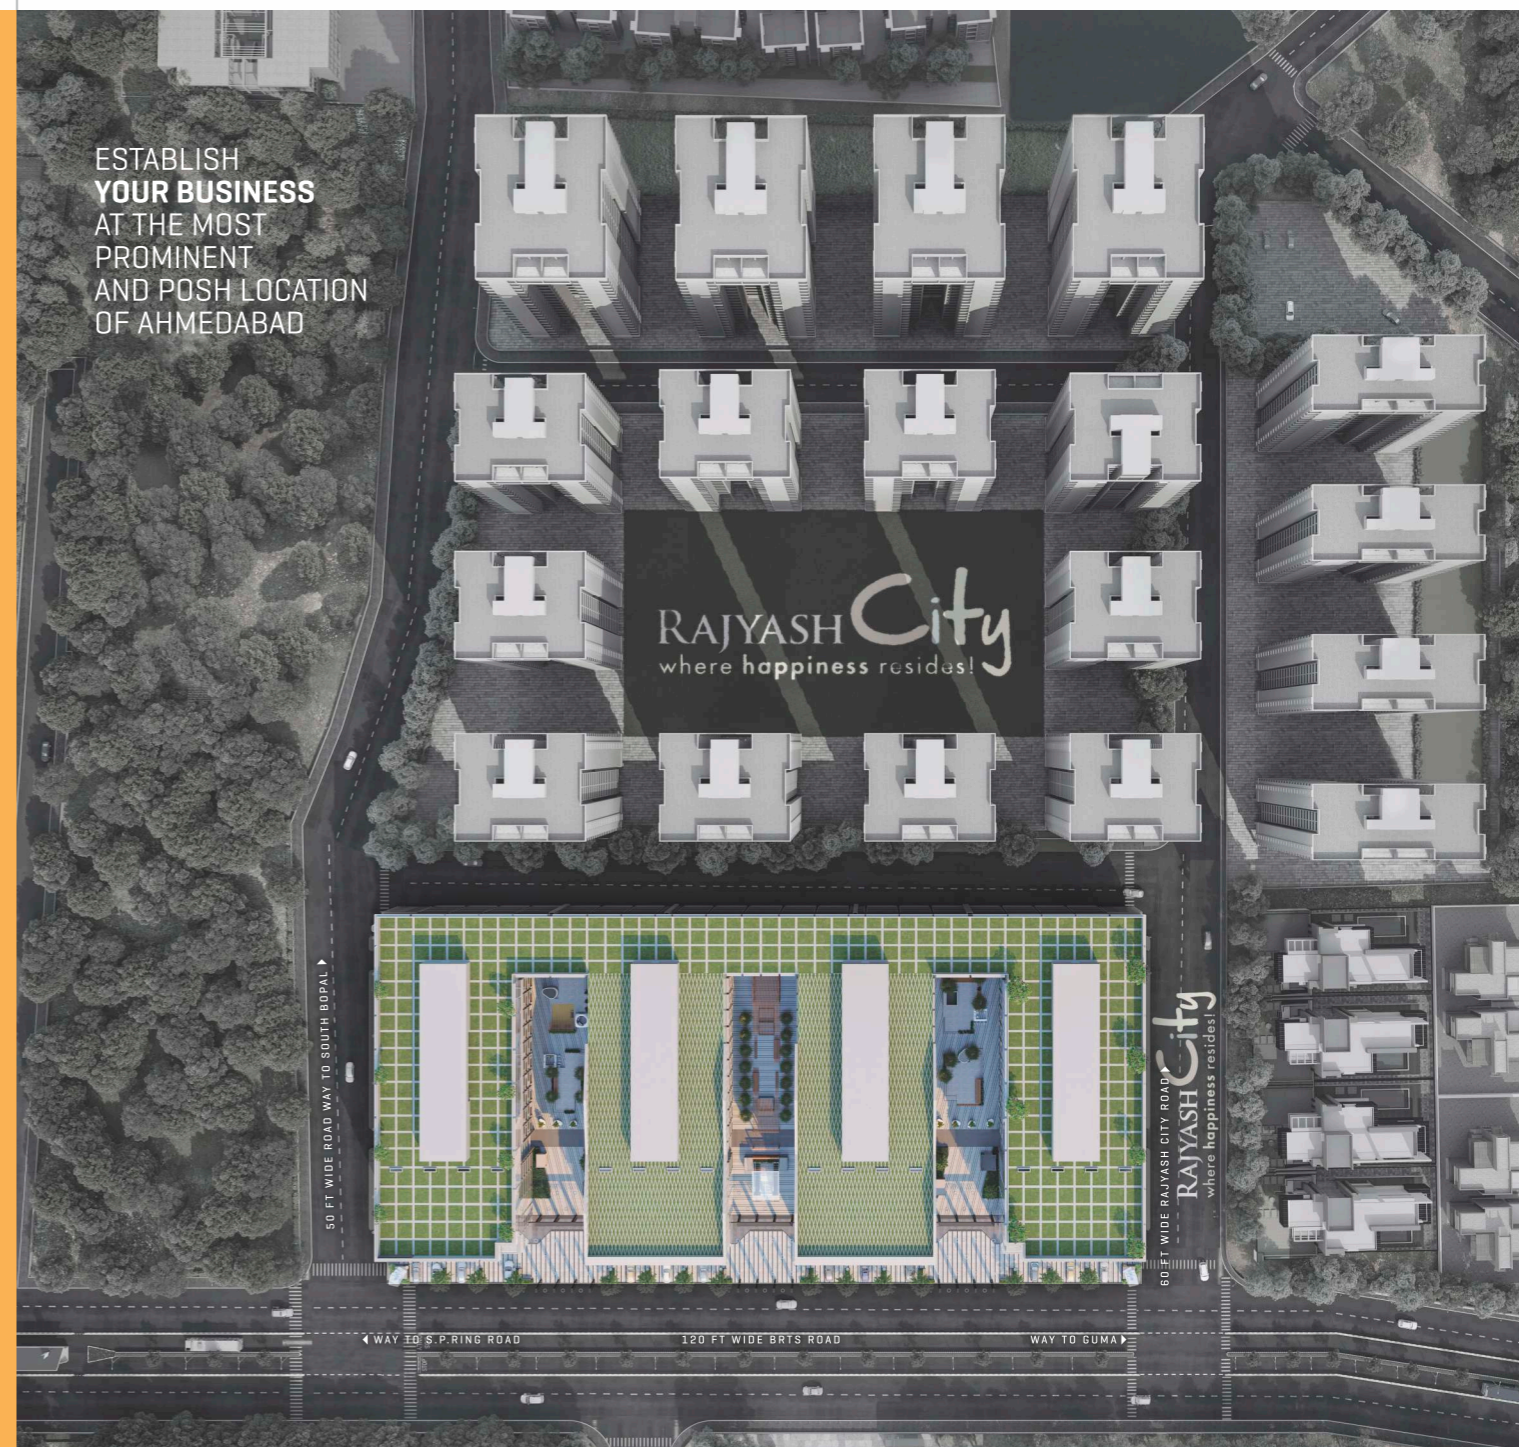 ESTABLISH
YOUR BUSINESS
AT THE MOST
PROMINENT
AND POSH LOCATION
OF AHMEDABAD
RAJYASH City
where happiness resides!
50 FT WIDE ROAD WAY TO SOUTH BOPAL
60 FT WIDE RAJYASH CITY ROAD
RAJYASH City
where happiness resides!
WAY TO S.P.RING ROAD
120 FT WIDE BRTS ROAD
WAY TO GUMA